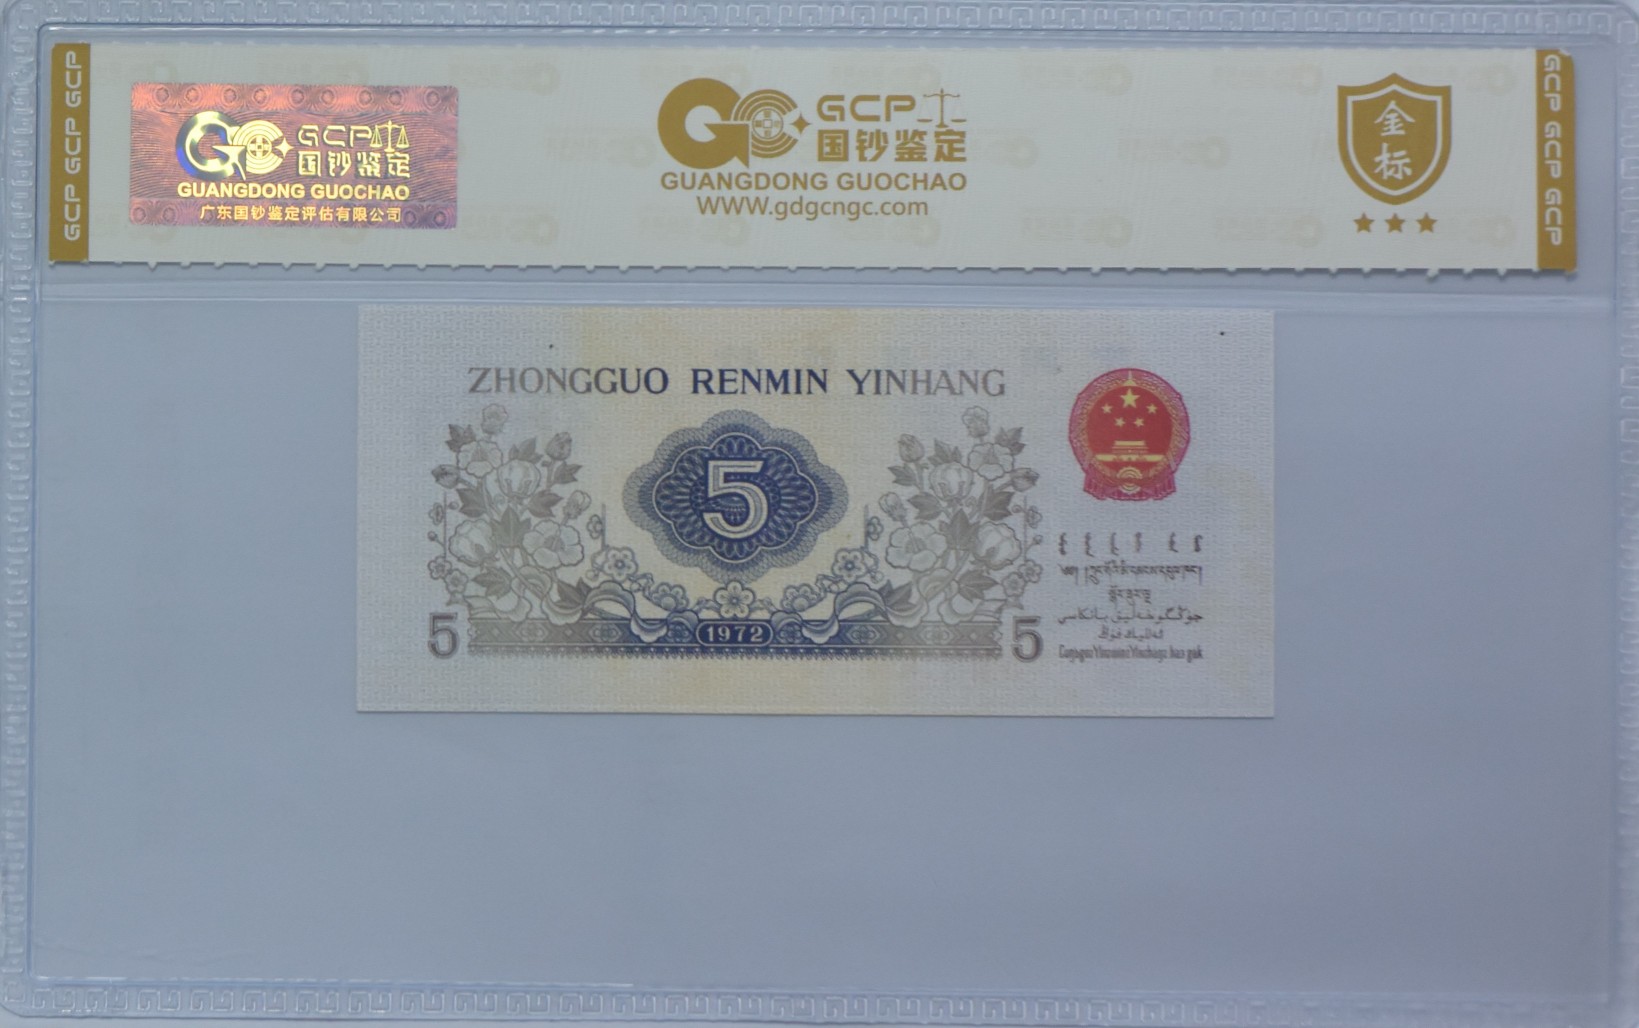 GCP GCP GCP
GCP
国钞鉴定
GUANGDONG GUOCHAO
广东国钞鉴定评估有限公司
GCP
国钞鉴定
GUANGDONG GUOCHAO
WWW.gdgcngc.com
金标
GCP GCP GCP
ZHONGGUO RENMIN YINHANG
5
5
1972
5